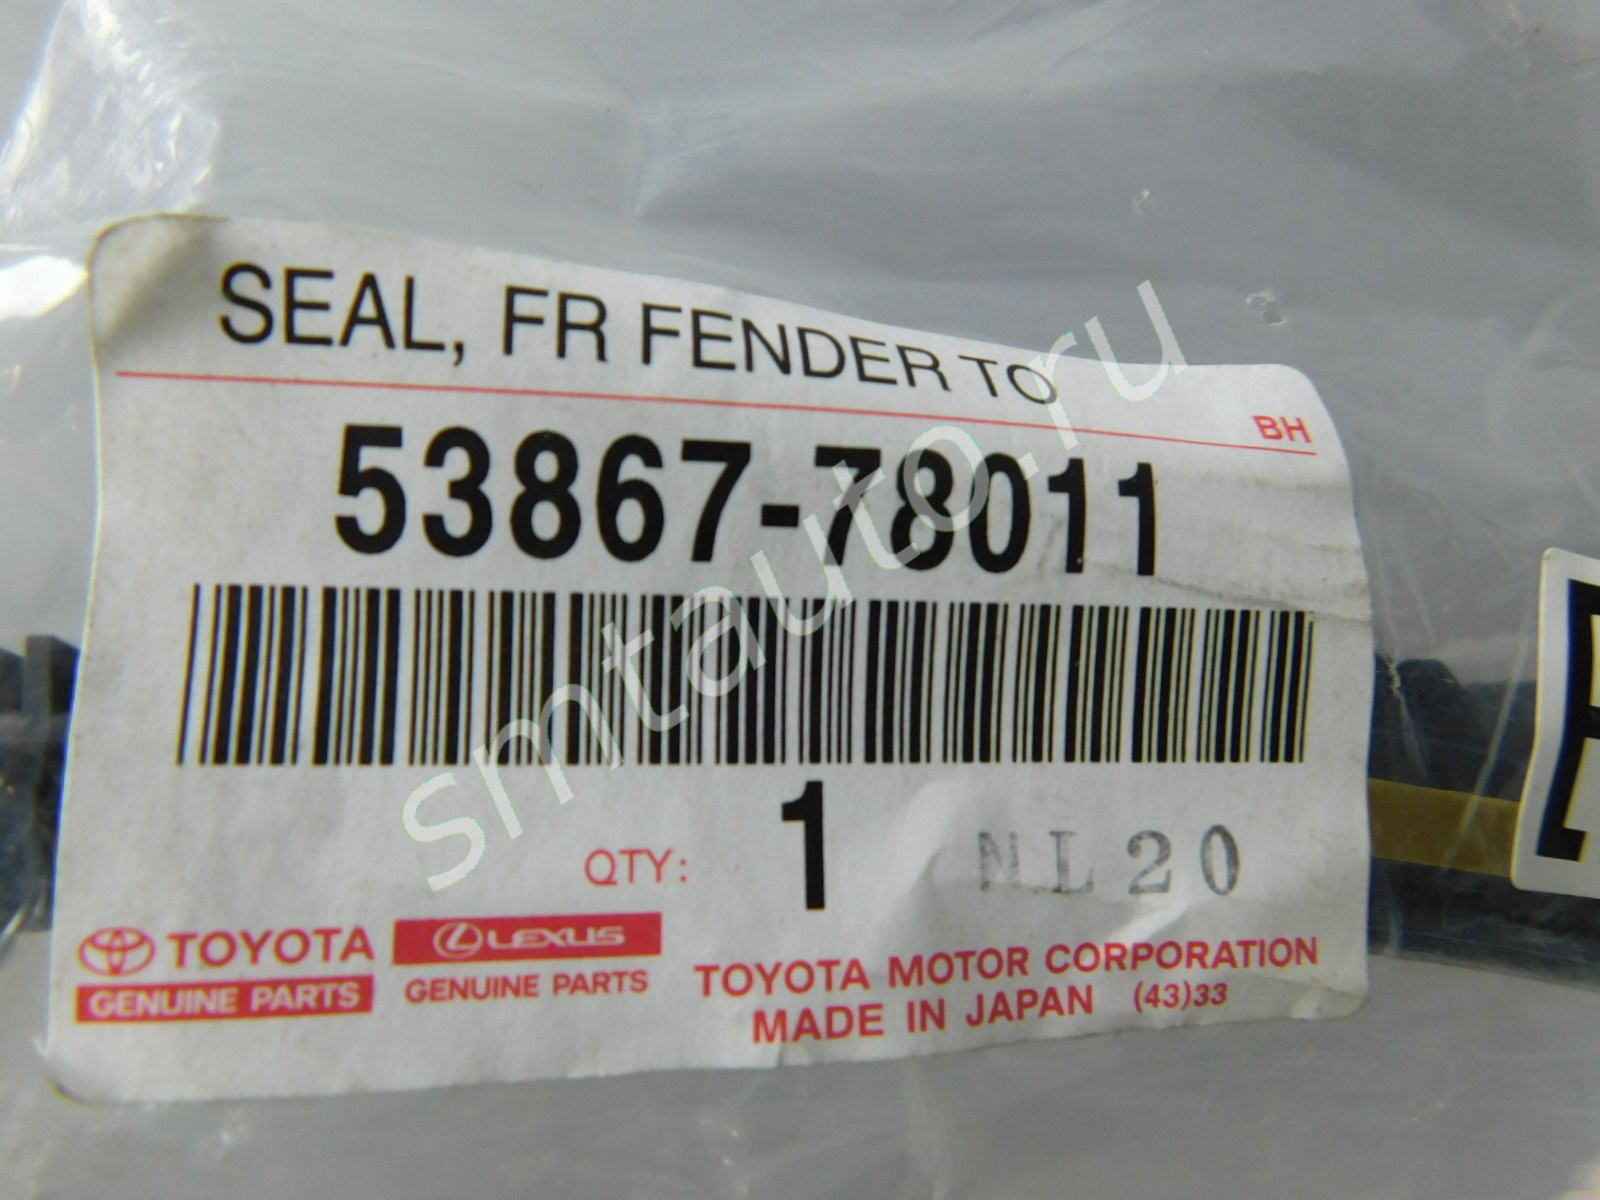 SEAL, FR FENDER TO
BH
53867-78011
QTY: 1 NL20
TOYOTA
GENUINE PARTS
LEXUS
GENUINE PARTS
TOYOTA MOTOR CORPORATION
MADE IN JAPAN (43)33
smtauto.ru